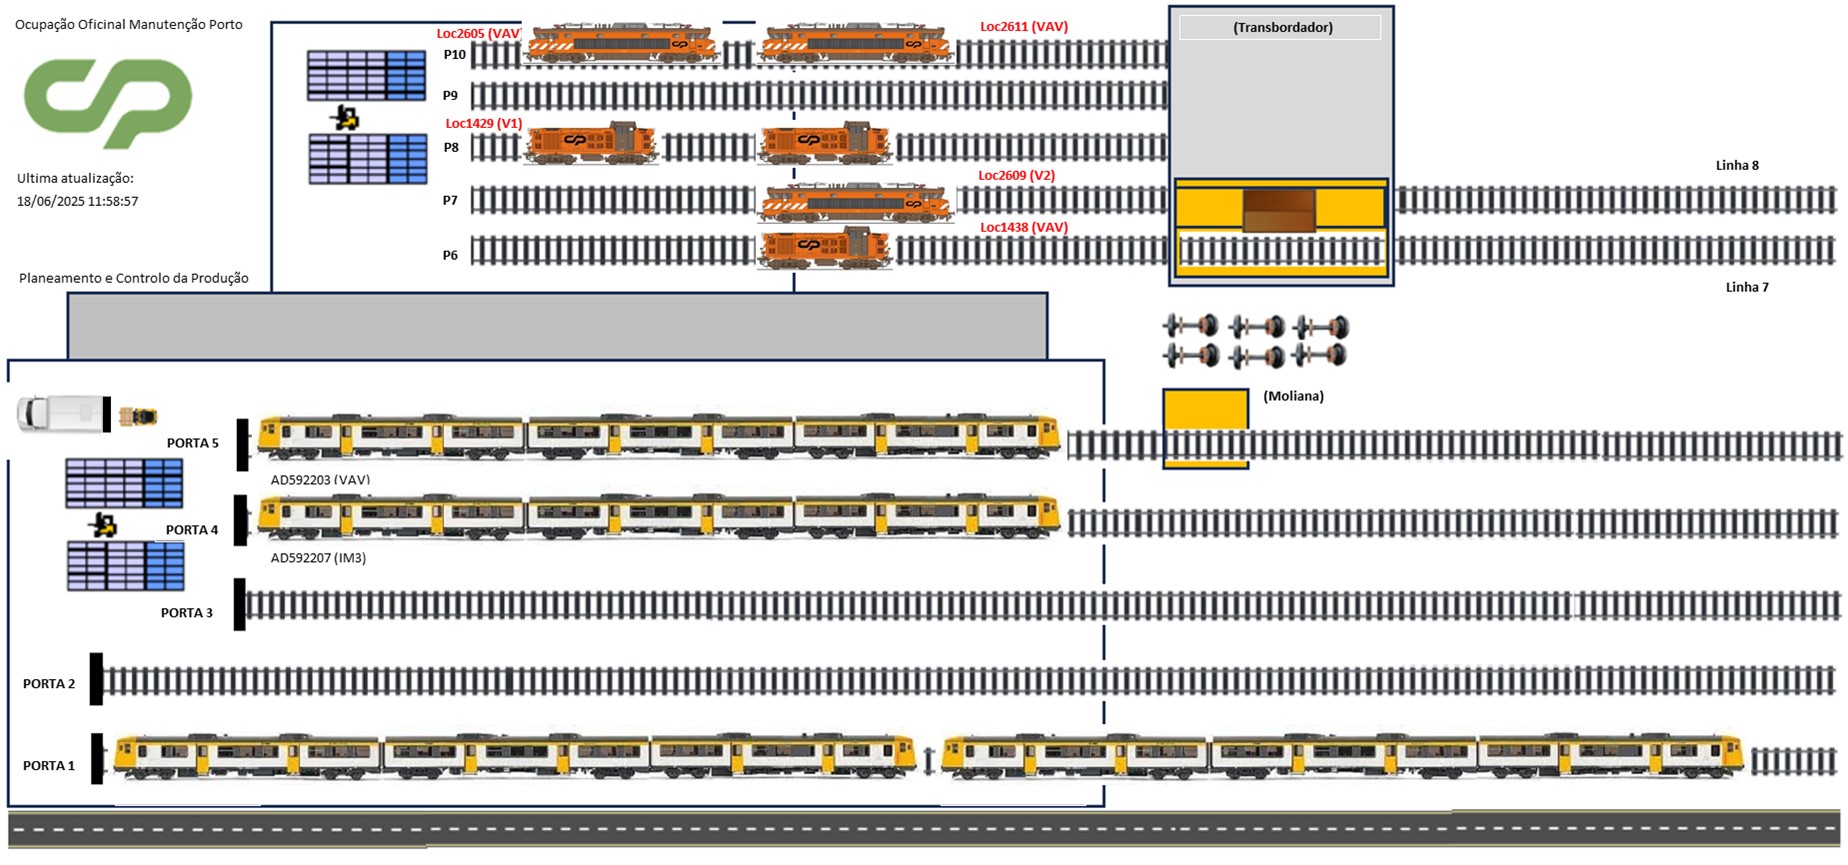 Ocupação Oficinal Manutenção Porto
Ultima atualização:
18/06/2025 11:58:57
Planeamento e Controlo da Produção
Loc2605 (VAV)
Loc2611 (VAV)
P10
P9
Loc1429 (V1)
P8
Loc2609 (V2)
P7
Loc1438 (VAV)
P6
(Transbordador)
Linha 8
Linha 7
(Moliana)
PORTA 5
AD592203 (VAV)
PORTA 4
AD592207 (IM3)
PORTA 3
PORTA 2
PORTA 1